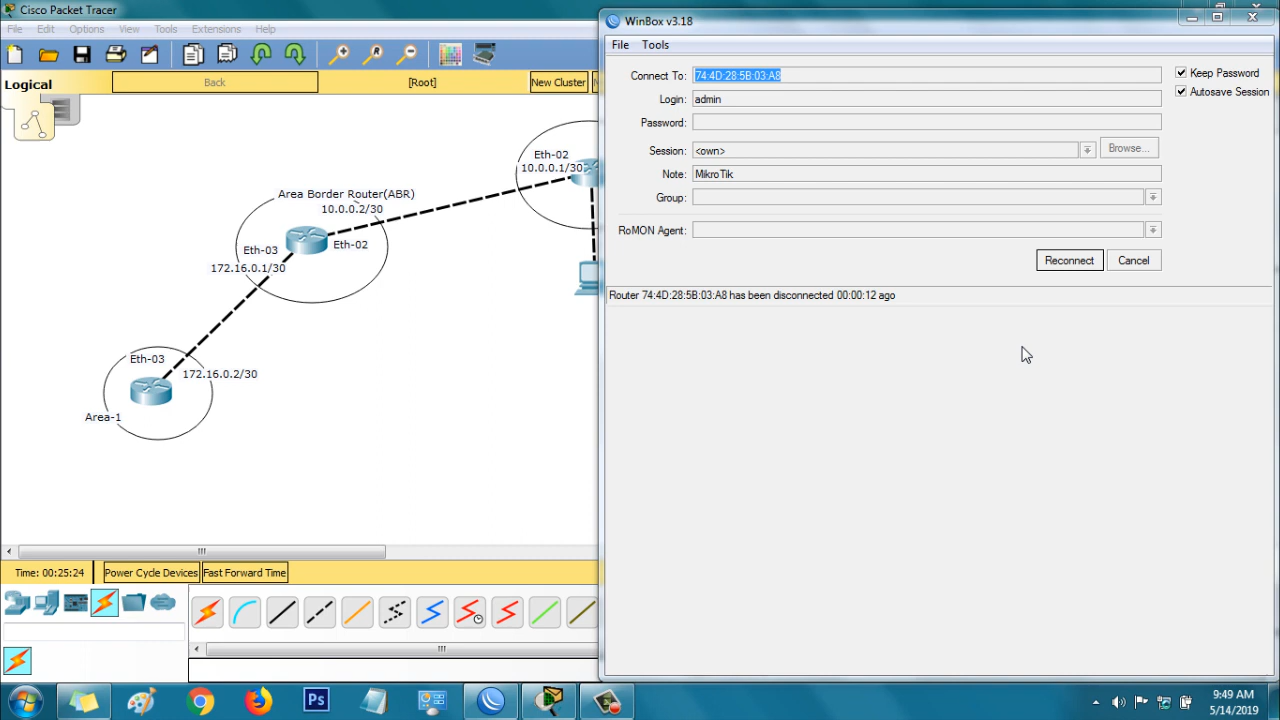 Cisco Packet Tracer
File Edit Options View Tools Extensions Help
Logical
Back
[Root]
New Cluster
Eth-02
10.0.0.1/30
Area Border Router(ABR)
10.0.0.2/30
Eth-03
Eth-02
172.16.0.1/30
Eth-03
172.16.0.2/30
Area-1
Time: 00:25:24
Power Cycle Devices
Fast Forward Time
WinBox v3.18
File Tools
Connect To: 74:4D:28:5B:03:A8
Keep Password
Login: admin
Autosave Session
Password:
Session: <own>
Browse...
Note: MikroTik
Group:
RoMON Agent:
Reconnect
Cancel
Router 74:4D:28:5B:03:A8 has been disconnected 00:00:12 ago
Ps
9:49 AM
5/14/2019